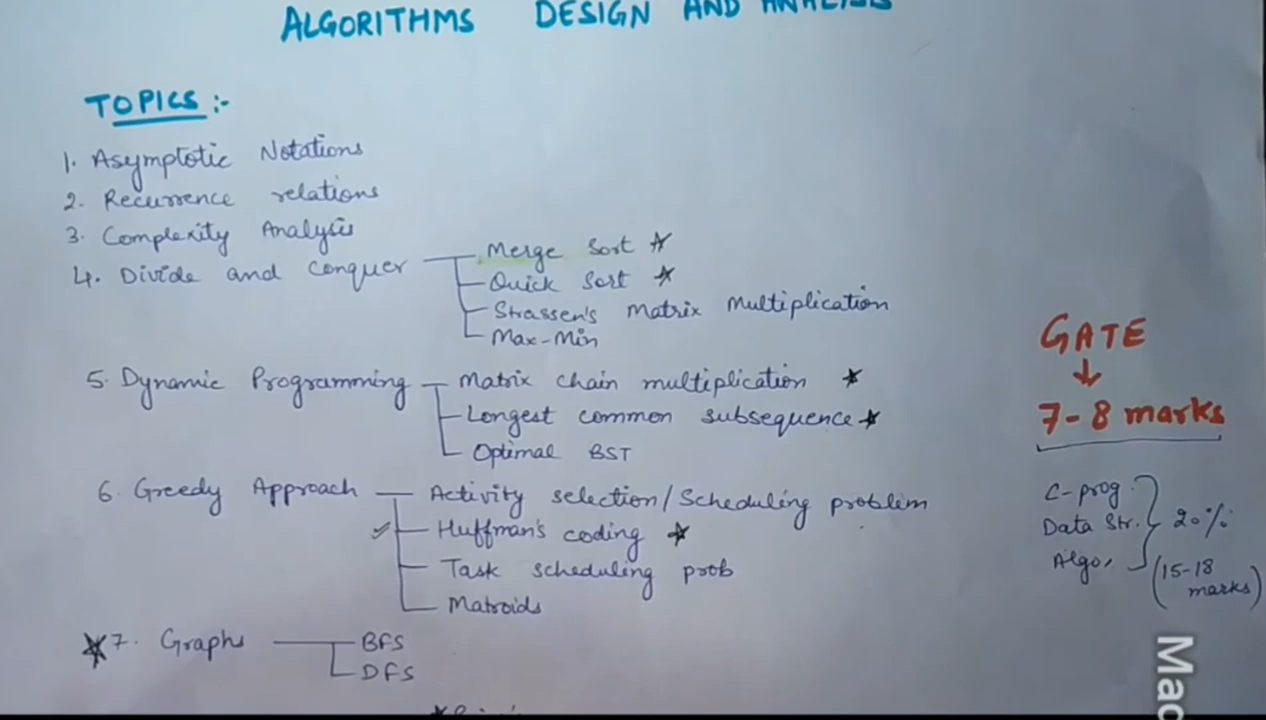 ALGORITHMS DESIGN AND ANALYSIS
TOPICS :-
1. Asymptotic Notations
2. Recurrence relations
3. Complexity Analysis
4. Divide and conquer
Merge Sort
Quick Sort
Strassen's Matrix Multiplication
Max-Min
5. Dynamic Programming
Matrix chain multiplication
Longest common subsequence
Optimal BST
6. Greedy Approach
Activity selection/Scheduling problem
Huffman's coding
Task scheduling prob
Matroids
7. Graphs
BFS
DFS
GATE
7-8 marks
C-prog.
Data Str.
Algo.
20%
(15-18 marks)
Mad